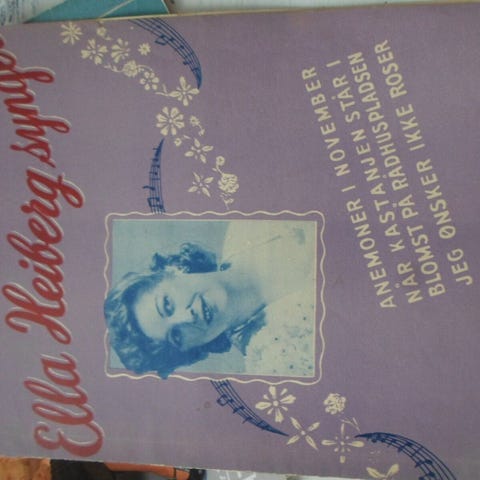 Ella Heiberg synger
ANEMONER I NOVEMBER
NÅR KASTANJEN STÅR I
BLOMST PÅ RÅDHUSPLADSEN
JEG ØNSKER IKKE ROSER